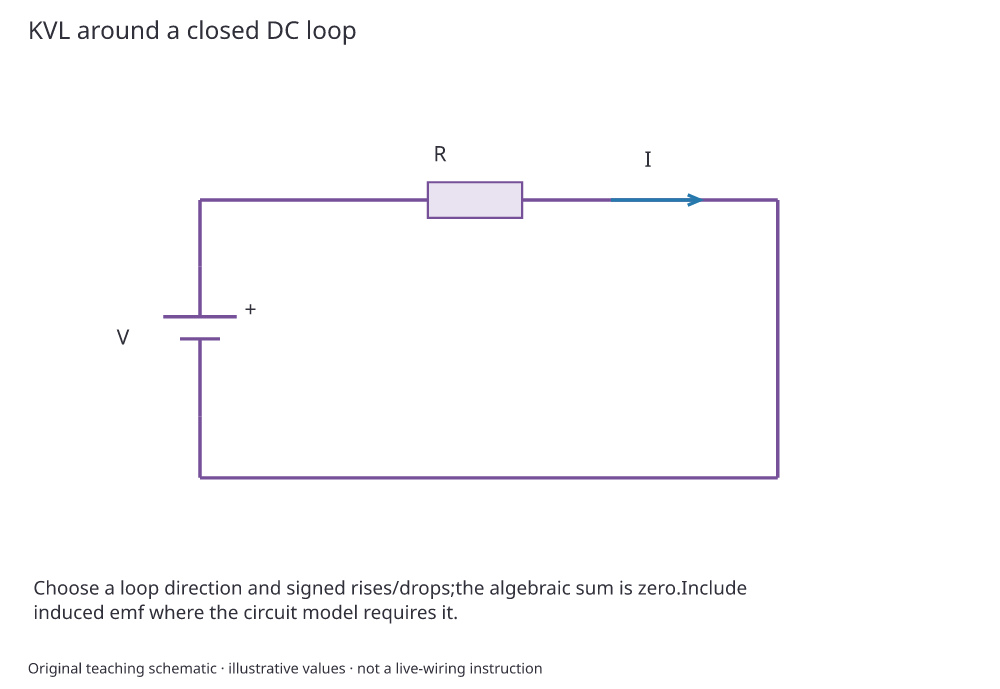 KVL around a closed DC loop
R
I
+
V
Choose a loop direction and signed rises/drops;the algebraic sum is zero.Include
induced emf where the circuit model requires it.
Original teaching schematic · illustrative values · not a live-wiring instruction